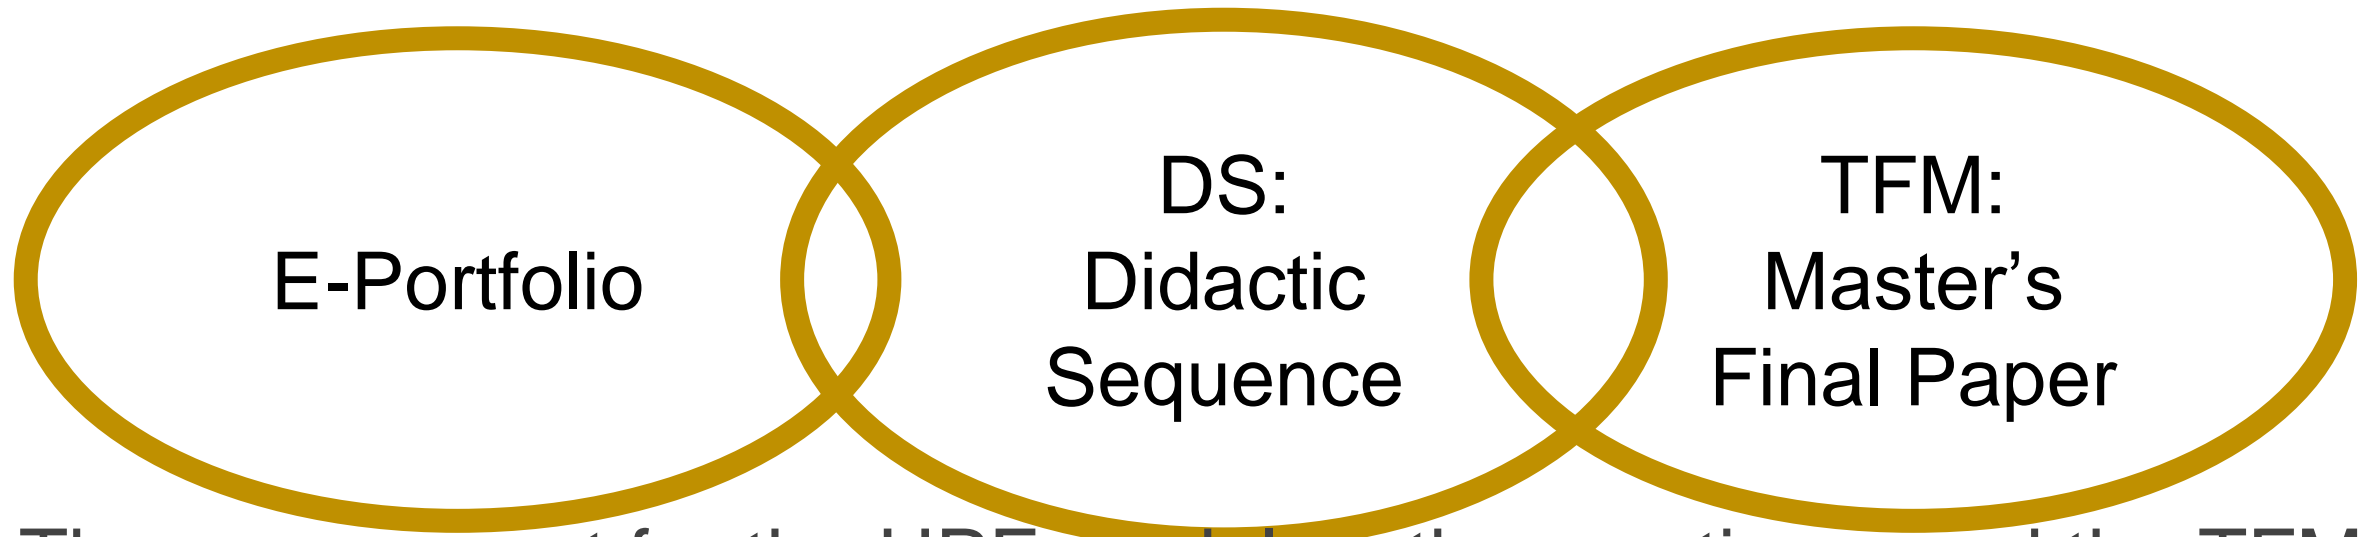 E-Portfolio
DS:
Didactic
Sequence
TFM:
Master’s
Final Paper